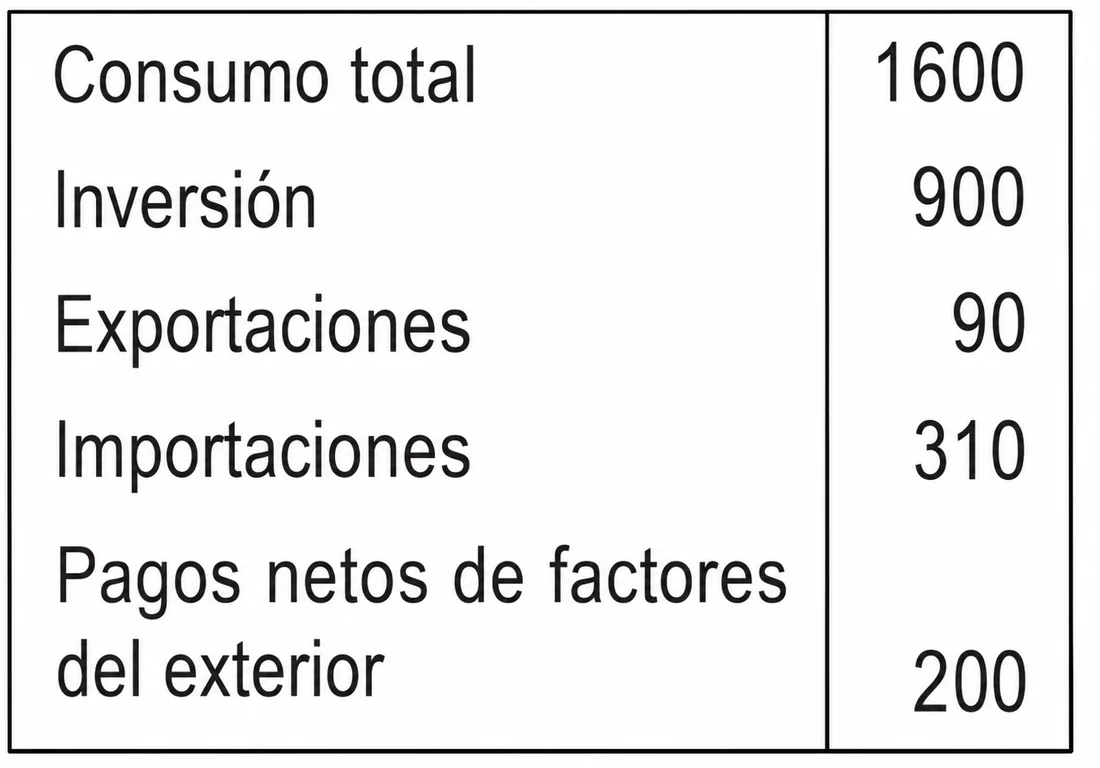 Consumo total 1600
Inversión 900
Exportaciones 90
Importaciones 310
Pagos netos de factores
del exterior 200